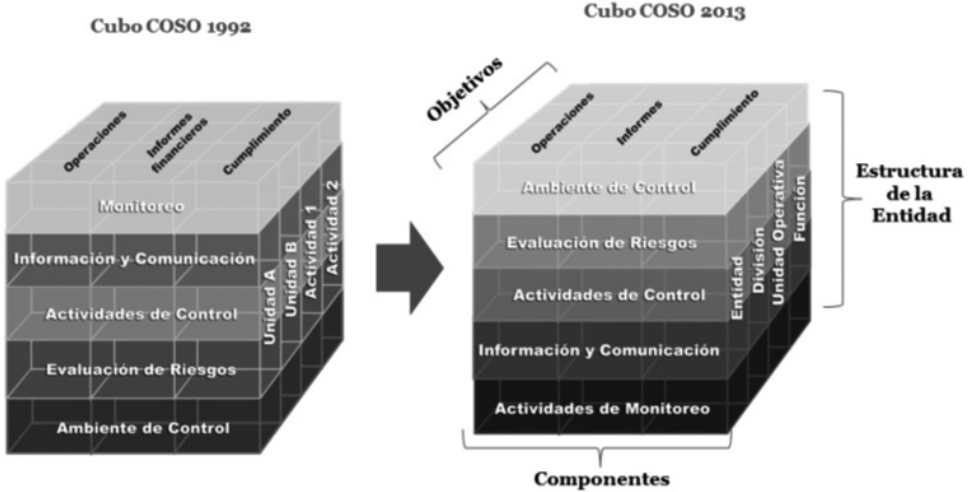 Cubo COSO 1992
Operaciones
Informes
financieros
Cumplimiento
Monitoreo
Información y Comunicación
Actividades de Control
Evaluación de Riesgos
Ambiente de Control
Unidad A
Unidad B
Actividad 1
Actividad 2
Cubo COSO 2013
Objetivos
Operaciones
Informes
Cumplimiento
Ambiente de Control
Evaluación de Riesgos
Actividades de Control
Información y Comunicación
Actividades de Monitoreo
Entidad
División
Unidad Operativa
Función
Estructura
de la
Entidad
Componentes